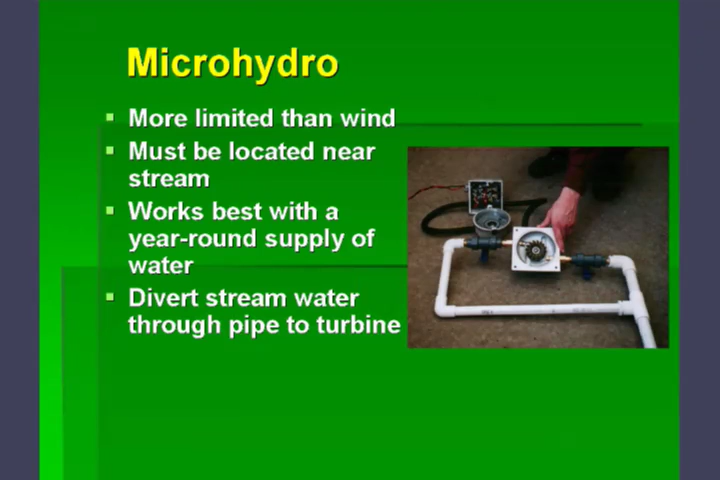 Microhydro
More limited than wind
Must be located near
stream
Works best with a
year-round supply of
water
Divert stream water
through pipe to turbine